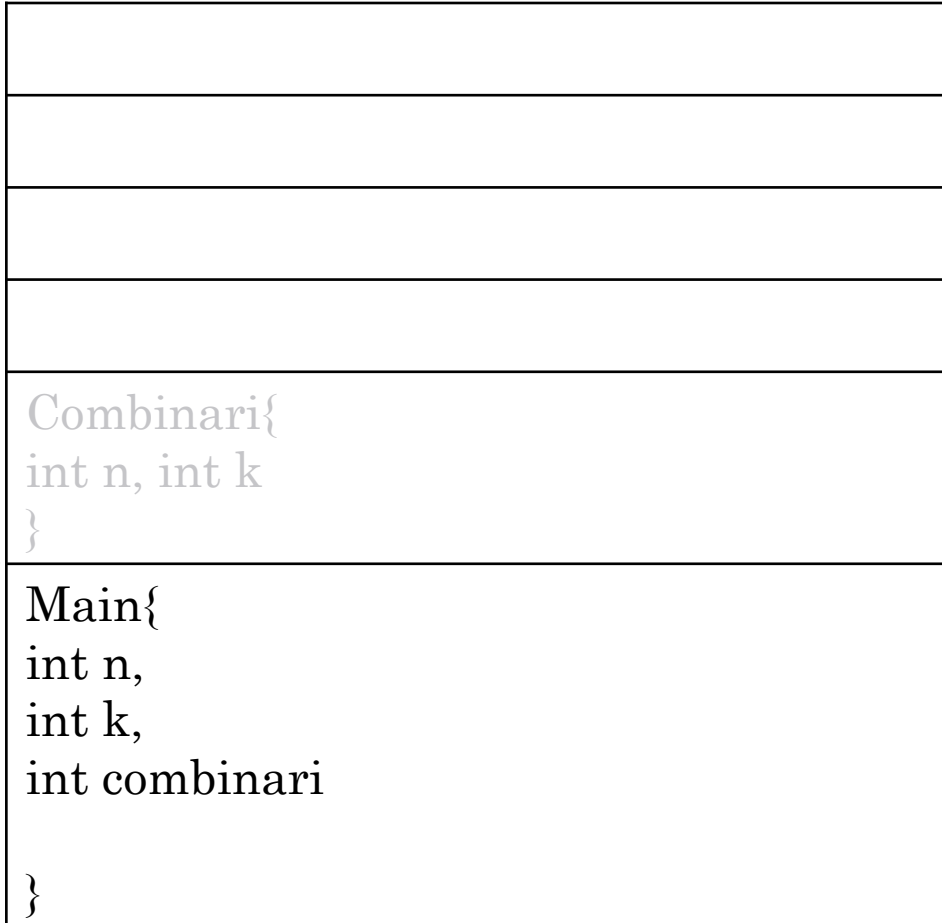 Combinari{
int n, int k
}
Main{
int n,
int k,
int combinari
}